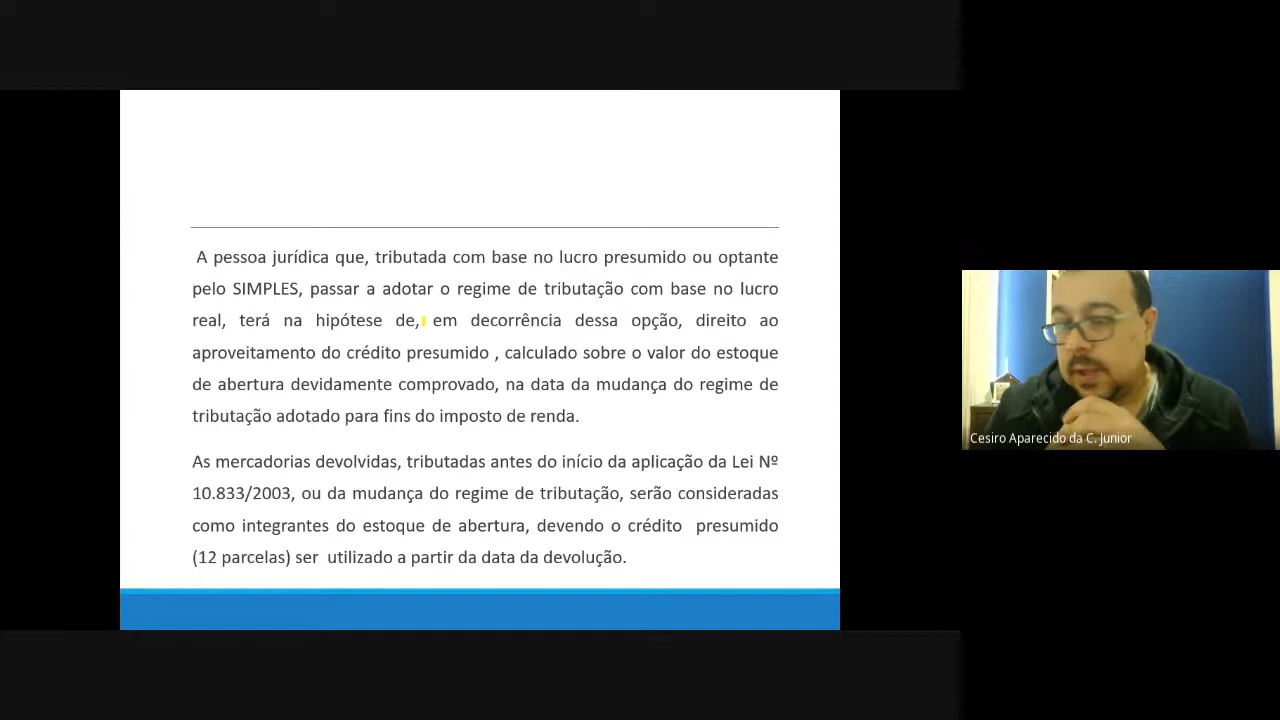 A pessoa jurídica que, tributada com base no lucro presumido ou optante
pelo SIMPLES, passar a adotar o regime de tributação com base no lucro
real, terá na hipótese de, em decorrência dessa opção, direito ao
aproveitamento do crédito presumido , calculado sobre o valor do estoque
de abertura devidamente comprovado, na data da mudança do regime de
tributação adotado para fins do imposto de renda.
As mercadorias devolvidas, tributadas antes do início da aplicação da Lei Nº
10.833/2003, ou da mudança do regime de tributação, serão consideradas
como integrantes do estoque de abertura, devendo o crédito presumido
(12 parcelas) ser utilizado a partir da data da devolução.
Cesiro Aparecido da C. Junior